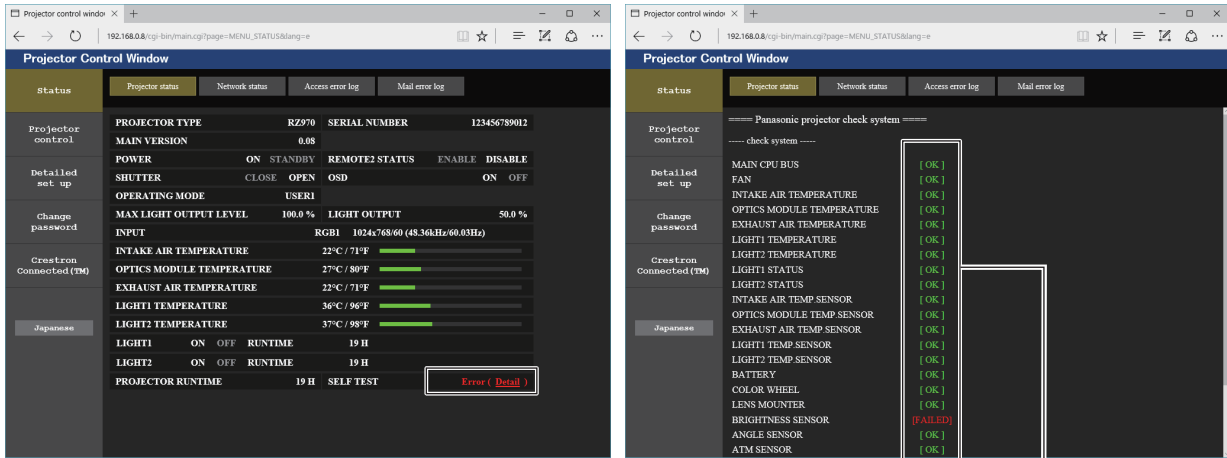 Projector control windov
192.168.0.8/cgi-bin/main.cgi?page=MENU_STATUS&lang=e
Projector Control Window
Status
Projector control
Detailed set up
Change password
Crestron Connected(TM)
Japanese
Projector status Network status Access error log Mail error log
PROJECTOR TYPE RZ970 SERIAL NUMBER 123456789012
MAIN VERSION 0.08
POWER ON STANDBY REMOTE2 STATUS ENABLE DISABLE
SHUTTER CLOSE OPEN OSD ON OFF
OPERATING MODE USER1
MAX LIGHT OUTPUT LEVEL 100.0 % LIGHT OUTPUT 50.0 %
INPUT RGB1 1024x768/60 (48.36kHz/60.03Hz)
INTAKE AIR TEMPERATURE 22°C / 71°F
OPTICS MODULE TEMPERATURE 27°C / 80°F
EXHAUST AIR TEMPERATURE 22°C / 71°F
LIGHT1 TEMPERATURE 36°C / 96°F
LIGHT2 TEMPERATURE 37°C / 98°F
LIGHT1 ON OFF RUNTIME 19 H
LIGHT2 ON OFF RUNTIME 19 H
PROJECTOR RUNTIME 19 H SELF TEST Error ( Detail )
Projector control windov
192.168.0.8/cgi-bin/main.cgi?page=MENU_STATUS&lang=e
Projector Control Window
Status
Projector control
Detailed set up
Change password
Crestron Connected(TM)
Japanese
Projector status Network status Access error log Mail error log
==== Panasonic projector check system ====
----- check system -----
MAIN CPU BUS [ OK ]
FAN [ OK ]
INTAKE AIR TEMPERATURE [ OK ]
OPTICS MODULE TEMPERATURE [ OK ]
EXHAUST AIR TEMPERATURE [ OK ]
LIGHT1 TEMPERATURE [ OK ]
LIGHT2 TEMPERATURE [ OK ]
LIGHT1 STATUS [ OK ]
LIGHT2 STATUS [ OK ]
INTAKE AIR TEMP.SENSOR [ OK ]
OPTICS MODULE TEMP.SENSOR [ OK ]
EXHAUST AIR TEMP.SENSOR [ OK ]
LIGHT1 TEMP.SENSOR [ OK ]
LIGHT2 TEMP.SENSOR [ OK ]
BATTERY [ OK ]
COLOR WHEEL [ OK ]
LENS MOUNTER [ OK ]
BRIGHTNESS SENSOR [FAILED]
ANGLE SENSOR [ OK ]
ATM SENSOR [ OK ]